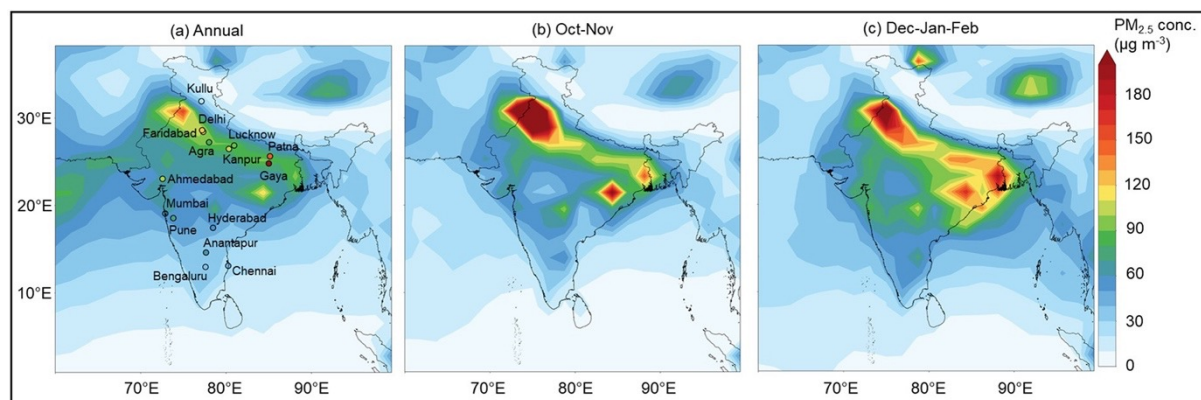 (a) Annual
(b) Oct-Nov
(c) Dec-Jan-Feb
PM2.5 conc.
(µg m⁻³)
Kullu
30°N
Delhi
Faridabad
Lucknow
Patna
Agra
Kanpur
Gaya
Ahmedabad
20°N
Mumbai
Hyderabad
Pune
Anantapur
Bengaluru
Chennai
10°N
180
150
120
90
60
30
0
70°E 80°E 90°E
70°E 80°E 90°E
70°E 80°E 90°E